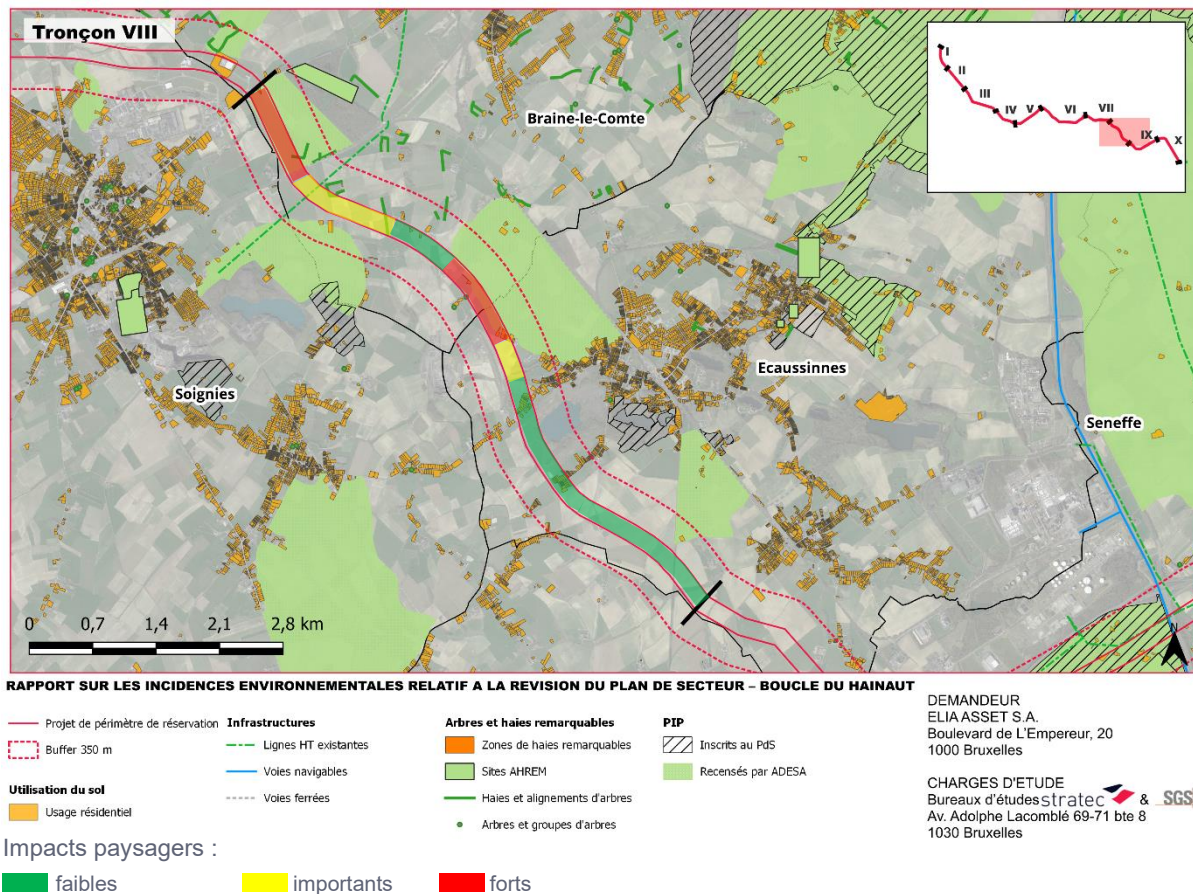 Tronçon VIII
Braine-le-Comte
I
II
III
IV
V
VI
VII
IX
X
Soignies
Ecaussinnes
Seneffe
0 0,7 1,4 2,1 2,8 km
N
RAPPORT SUR LES INCIDENCES ENVIRONNEMENTALES RELATIF A LA REVISION DU PLAN DE SECTEUR – BOUCLE DU HAINAUT
Projet de périmètre de réservation
Buffer 350 m
Utilisation du sol
Usage résidentiel
Infrastructures
Lignes HT existantes
Voies navigables
Voies ferrées
Arbres et haies remarquables
Zones de haies remarquables
Sites AHREM
Haies et alignements d'arbres
Arbres et groupes d'arbres
PIP
Inscrits au PdS
Recensés par ADESA
DEMANDEUR
ELIA ASSET S.A.
Boulevard de L'Empereur, 20
1000 Bruxelles
CHARGES D'ETUDE
Bureaux d'études stratec & SGS
Av. Adolphe Lacomblé 69-71 bte 8
1030 Bruxelles
Impacts paysagers :
faibles importants forts